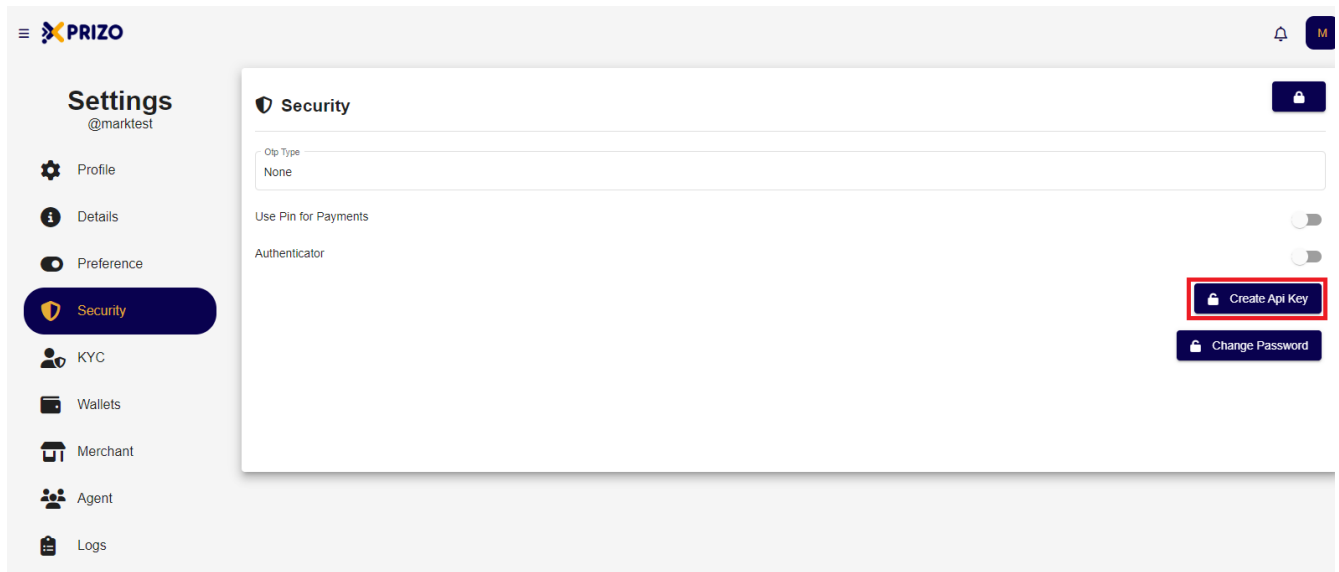 XPRIZO
M
Settings
@marktest
Profile
Details
Preference
Security
KYC
Wallets
Merchant
Agent
Logs
Security
Otp Type
None
Use Pin for Payments
Authenticator
Create Api Key
Change Password